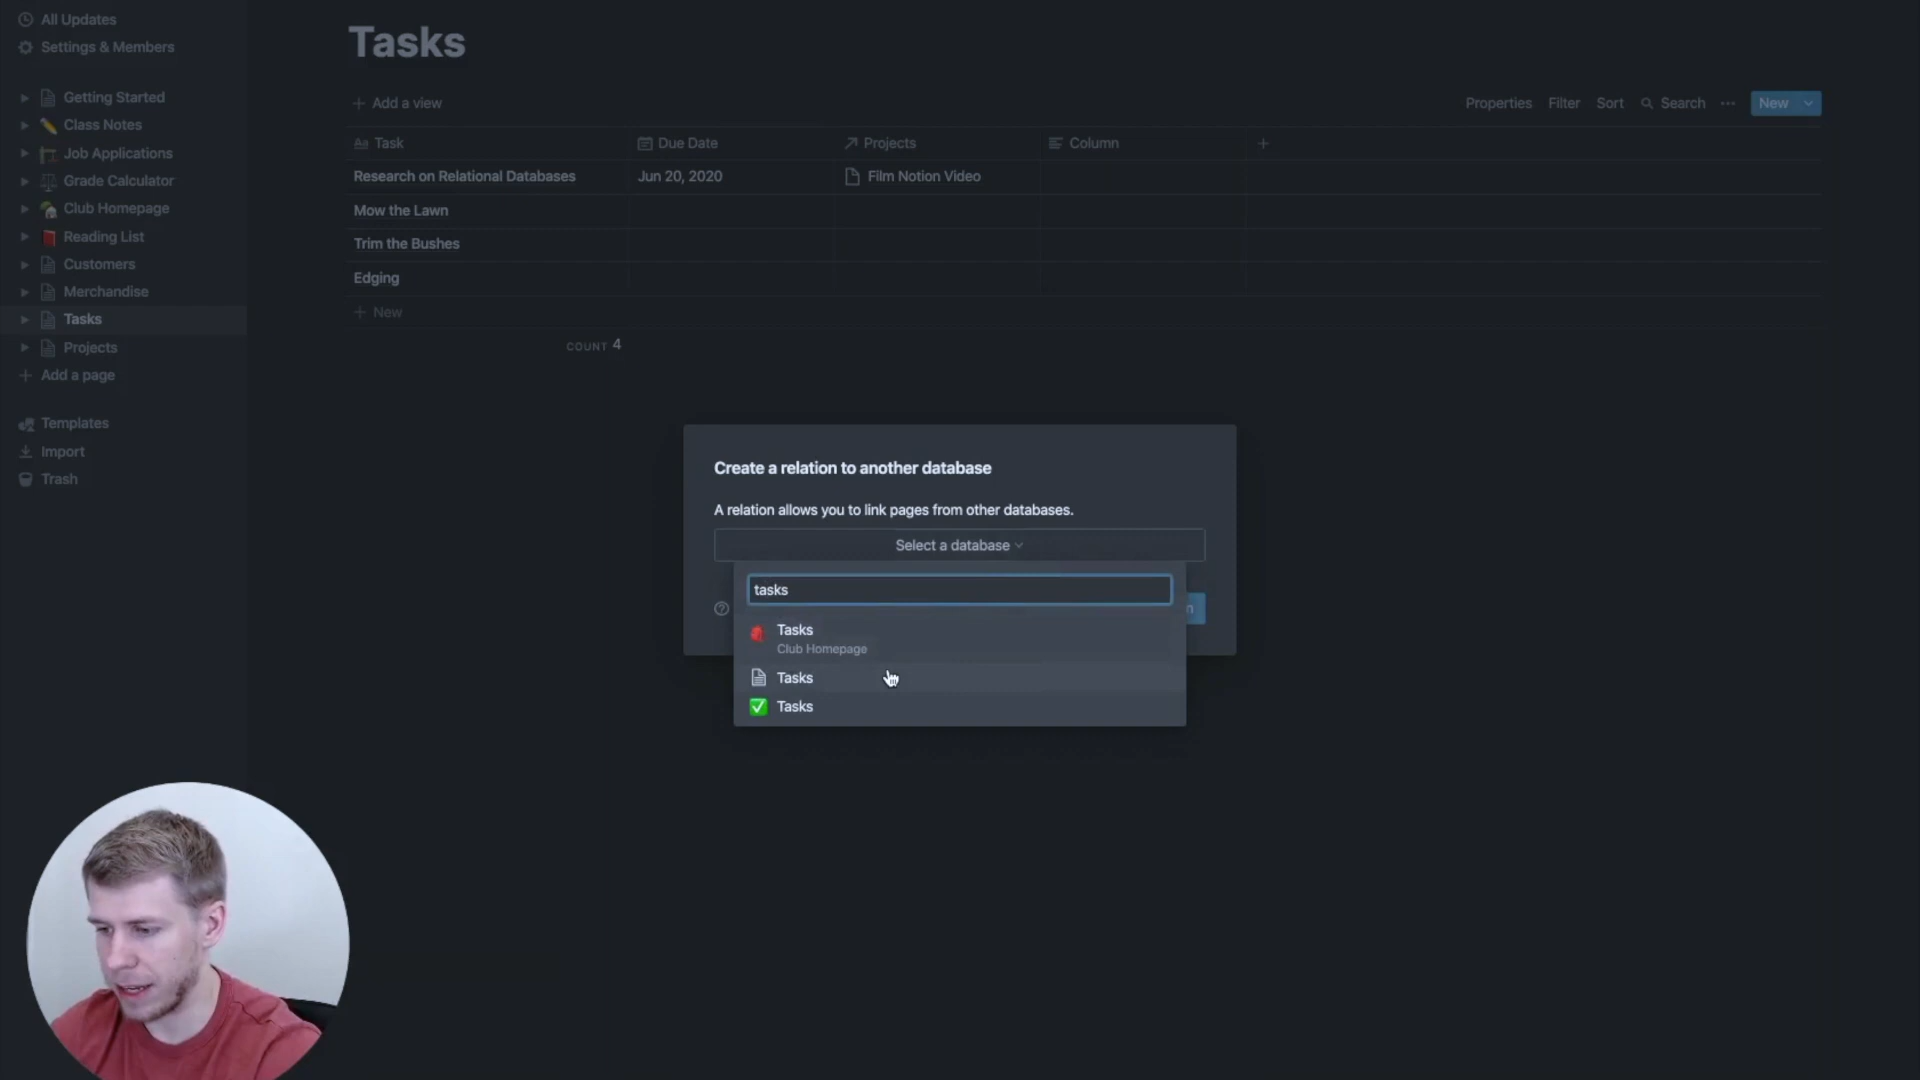 All Updates
Settings & Members
Getting Started
Class Notes
Job Applications
Grade Calculator
Club Homepage
Reading List
Customers
Merchandise
Tasks
Projects
Add a page
Templates
Import
Trash
Tasks
Add a view
Properties Filter Sort Search New
Aa Task Due Date Projects Column
Research on Relational Databases Jun 20, 2020 Film Notion Video
Mow the Lawn
Trim the Bushes
Edging
New
COUNT 4
Create a relation to another database
A relation allows you to link pages from other databases.
Select a database
tasks
Tasks
Club Homepage
Tasks
Tasks